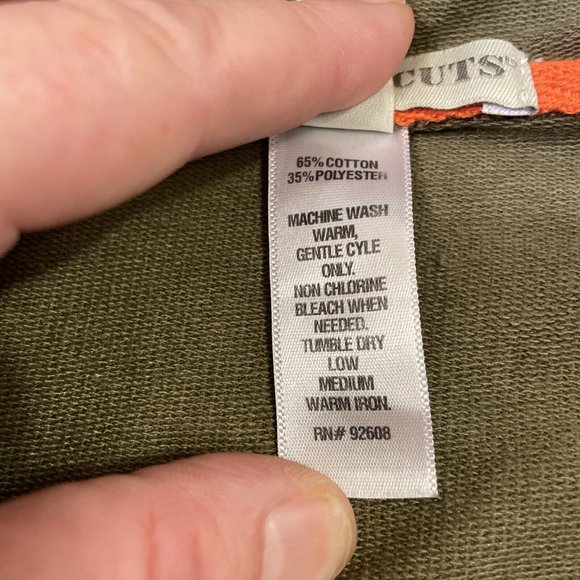 CUTS
65% COTTON
35% POLYESTER
MACHINE WASH
WARM,
GENTLE CYLE
ONLY.
NON CHLORINE
BLEACH WHEN
NEEDED.
TUMBLE DRY
LOW
MEDIUM
WARM IRON.
RN# 92608